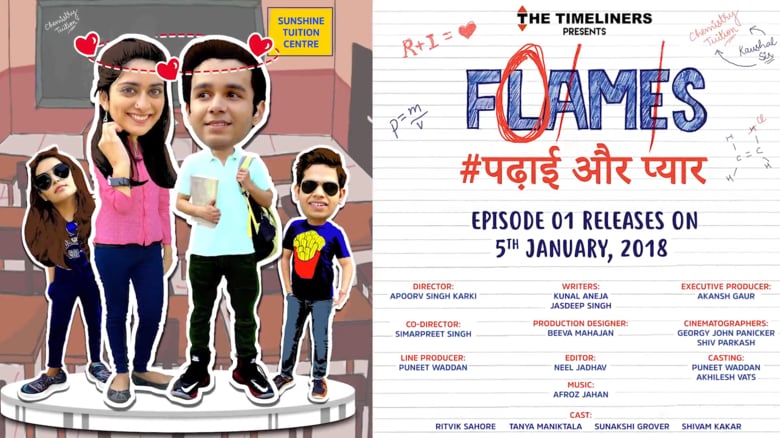 Chemistry
Tuition
SUNSHINE
TUITION
CENTRE
THE TIMELINERS
PRESENTS
R+I =
Chemistry
Tuition
Kaushal
Sir
FLAMES
P = m
v
Cl
H
H
C = C
H
H
#पढ़ाई और प्यार
EPISODE 01 RELEASES ON
5TH JANUARY, 2018
DIRECTOR:
APOORV SINGH KARKI
WRITERS:
KUNAL ANEJA
JASDEEP SINGH
EXECUTIVE PRODUCER:
AKANSH GAUR
CO-DIRECTOR:
SIMARPREET SINGH
PRODUCTION DESIGNER:
BEEVA MAHAJAN
CINEMATOGRAPHERS:
GEORGY JOHN PANICKER
SHIV PARKASH
LINE PRODUCER:
PUNEET WADDAN
EDITOR:
NEEL JADHAV
CASTING:
PUNEET WADDAN
AKHILESH VATS
MUSIC:
AFROZ JAHAN
CAST:
RITVIK SAHORE TANYA MANIKTALA SUNAKSHI GROVER SHIVAM KAKAR